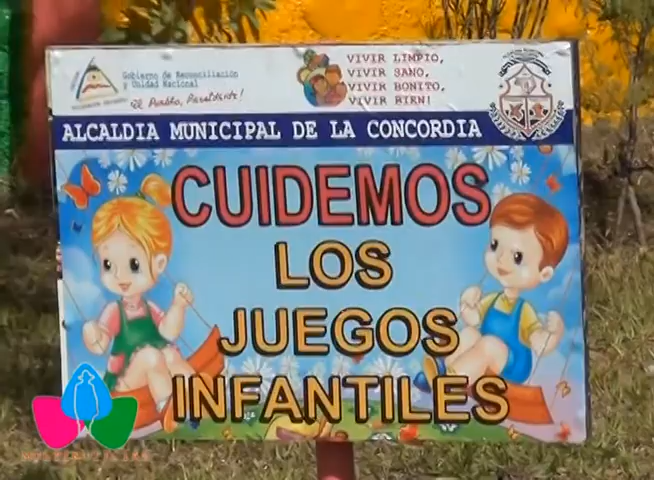 Gobierno de Reconciliación
y Unidad Nacional
El Pueblo, Presidente!
VIVIR LIMPIO,
VIVIR SANO,
VIVIR BONITO,
VIVIR BIEN!
ALCALDIA MUNICIPAL DE LA CONCORDIA
CUIDEMOS
LOS
JUEGOS
INFANTILES